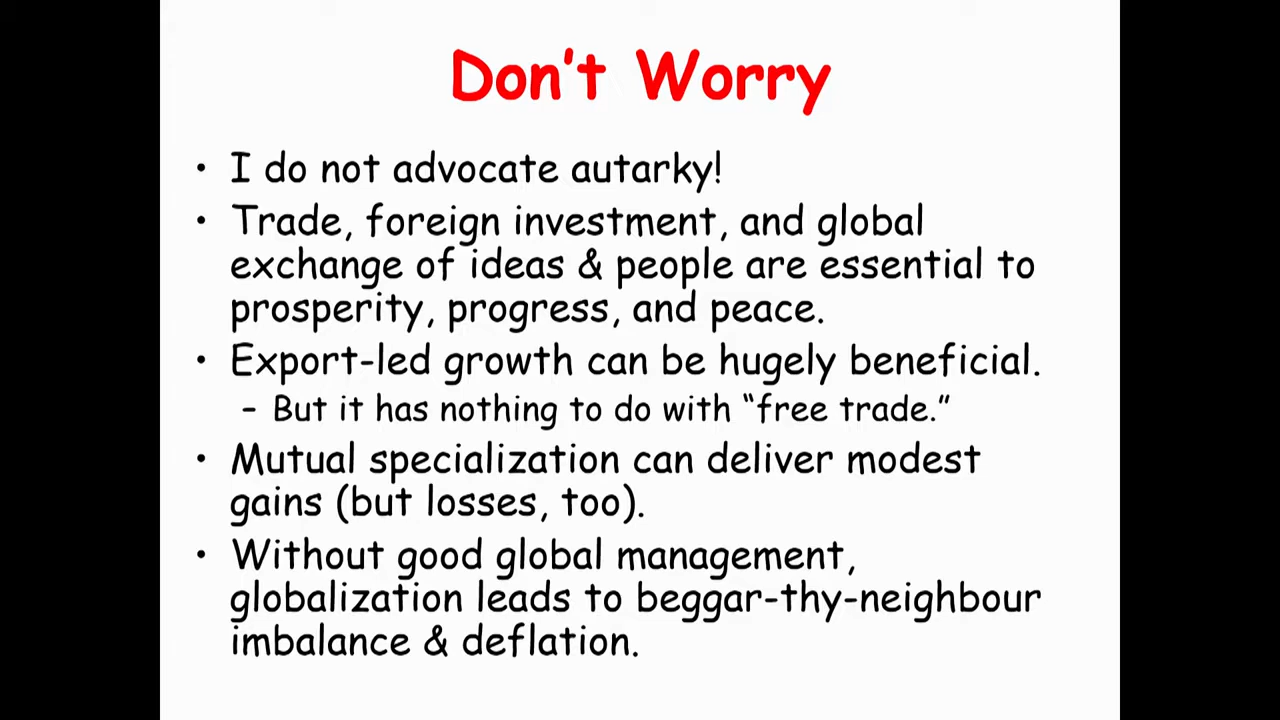 Don't Worry
• I do not advocate autarky!
• Trade, foreign investment, and global
exchange of ideas & people are essential to
prosperity, progress, and peace.
• Export-led growth can be hugely beneficial.
– But it has nothing to do with “free trade.”
• Mutual specialization can deliver modest
gains (but losses, too).
• Without good global management,
globalization leads to beggar-thy-neighbour
imbalance & deflation.